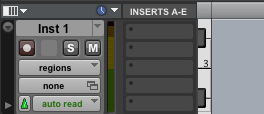 INSERTS A-E
Inst 1
S M
regions
3
none
auto read